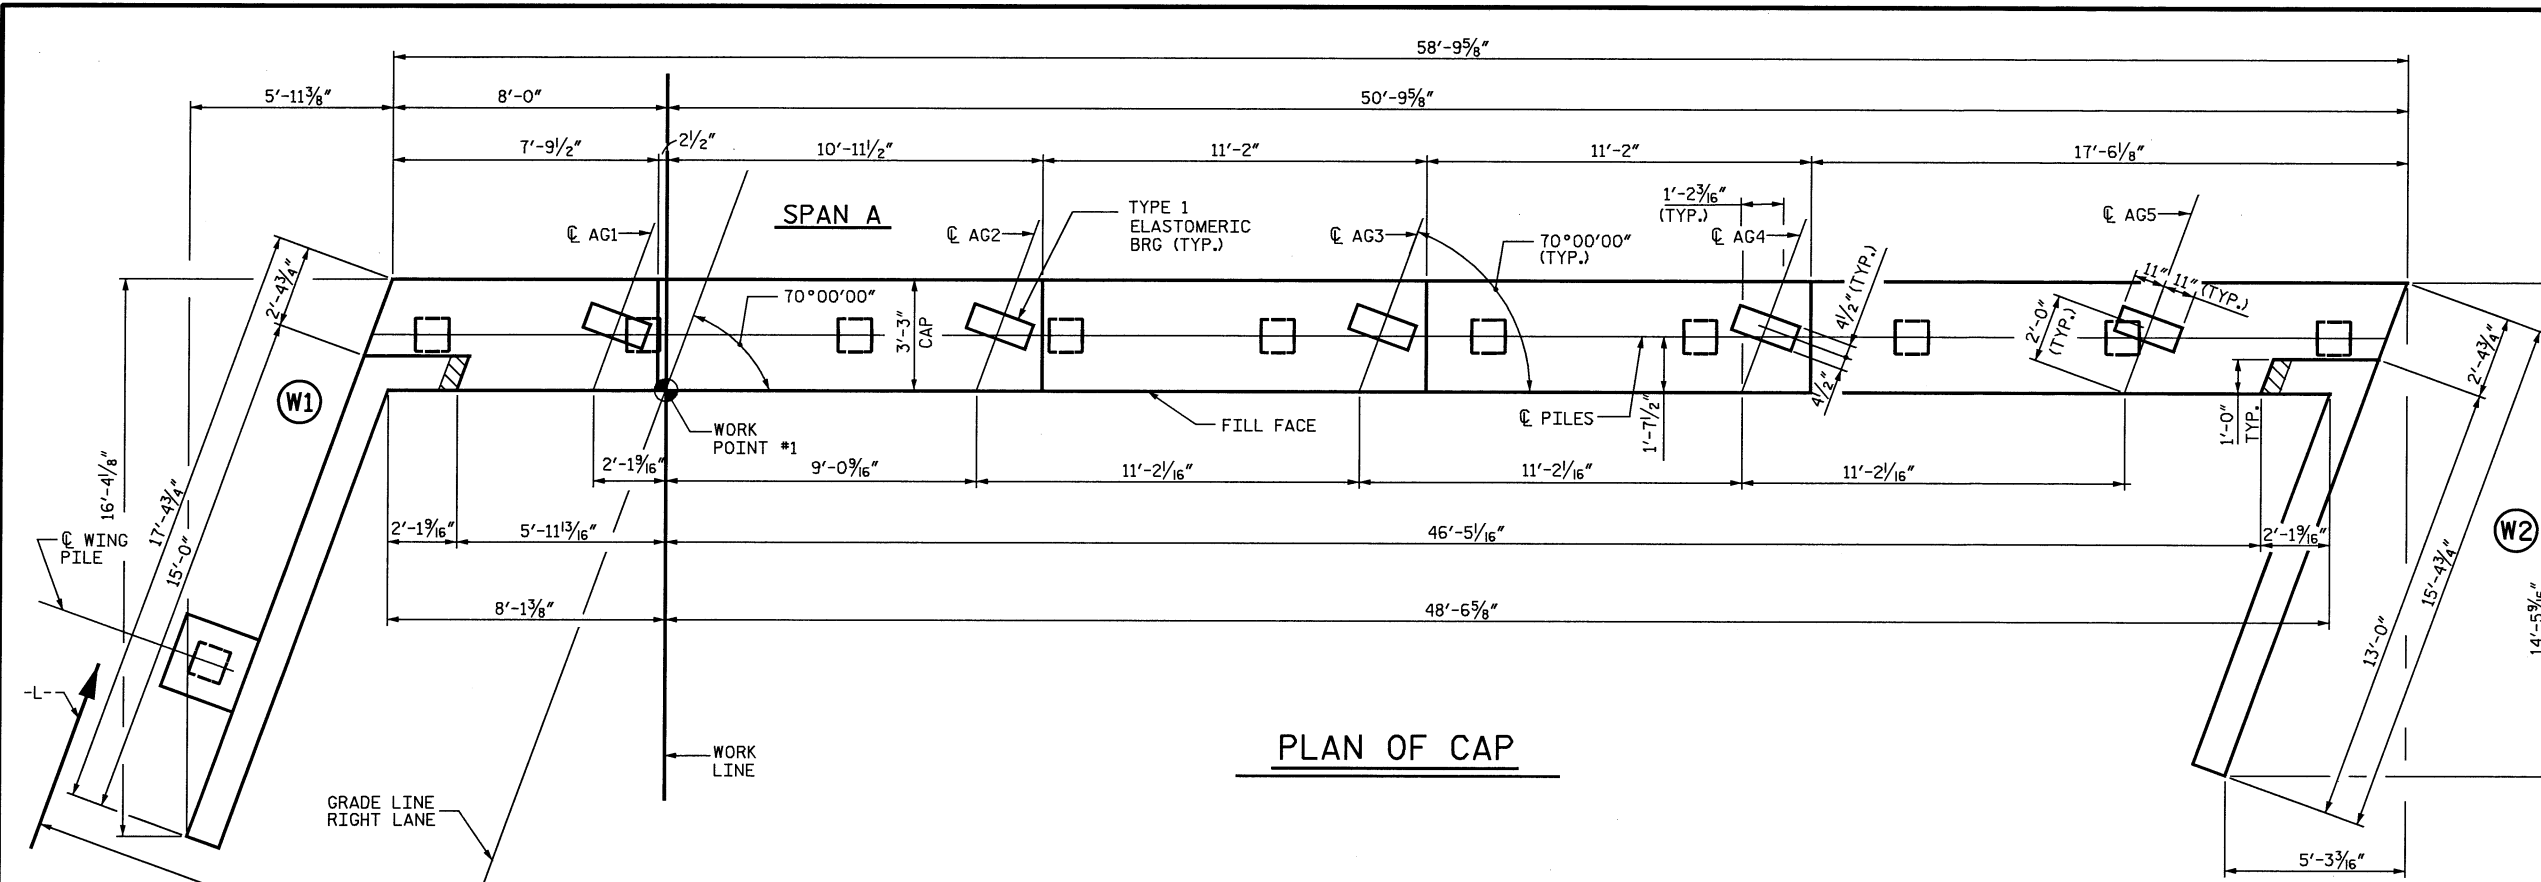 58'-9⅝"
5'-11⅜"
8'-0"
50'-9⅝"
7'-9½"
2½"
10'-11½"
11'-2"
11'-2"
17'-6⅛"
SPAN A
TYPE 1
ELASTOMERIC
BRG (TYP.)
℄ AG1
℄ AG2
℄ AG3
℄ AG4
℄ AG5
1'-2³⁄₁₆"
(TYP.)
70°00'00"
(TYP.)
70°00'00"
3'-3"
CAP
4½" (TYP.)
4½"
2'-0"
(TYP.)
11"
11" (TYP.)
2'-4¾"
2'-4¾"
W1
16'-4⅛"
17'-4¾"
15'-0"
WORK
POINT #1
FILL FACE
℄ PILES
1'-7½"
1'-0"
TYP.
2'-1⁹⁄₁₆"
9'-0⁹⁄₁₆"
11'-2¹⁄₁₆"
11'-2¹⁄₁₆"
11'-2¹⁄₁₆"
℄ WING
PILE
2'-1⁹⁄₁₆"
5'-11¹³⁄₁₆"
46'-5¹⁄₁₆"
2'-1⁹⁄₁₆"
W2
8'-1⅜"
48'-6⅝"
13'-0"
15'-4¾"
14'-5⁹⁄₁₆"
-L-
WORK
LINE
PLAN OF CAP
GRADE LINE
RIGHT LANE
5'-3³⁄₁₆"